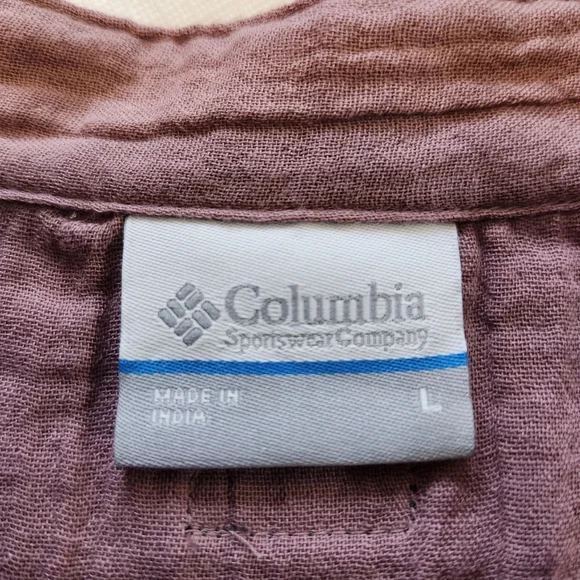 Columbia
Sportswear Company
MADE IN
INDIA
L